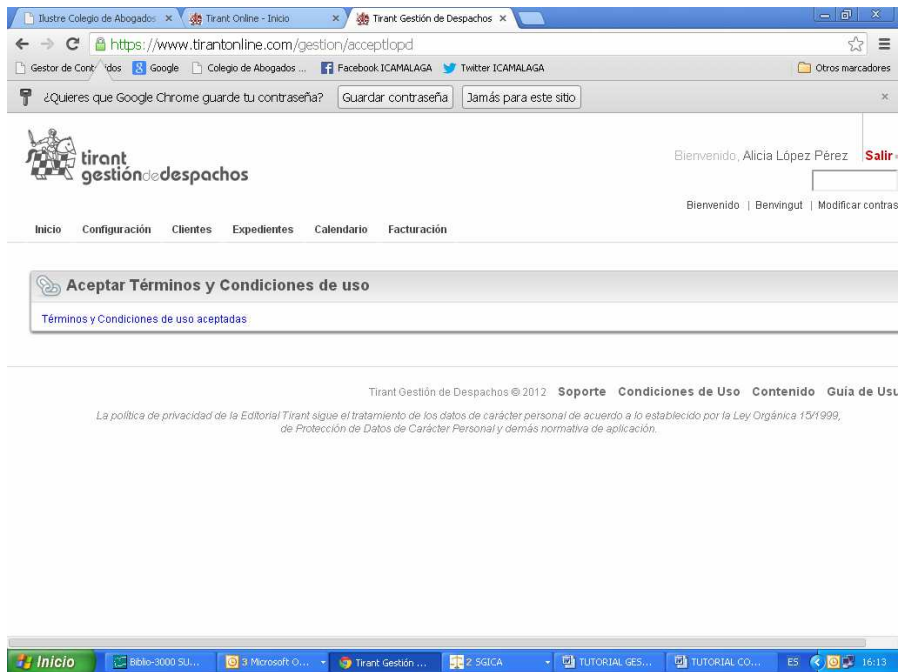 Ilustre Colegio de Abogados
Tirant Online - Inicio
Tirant Gestión de Despachos
https://www.tirantonline.com/gestion/acceptlopd
Gestor de Contenidos Google Colegio de Abogados ... Facebook ICAMALAGA Twitter ICAMALAGA Otros marcadores
¿Quieres que Google Chrome guarde tu contraseña? Guardar contraseña Jamás para este sitio
tirant
gestióndedespachos
Bienvenido, Alicia López Pérez Salir
Bienvenido | Benvingut | Modificar contras
Inicio Configuración Clientes Expedientes Calendario Facturación
Aceptar Términos y Condiciones de uso
Términos y Condiciones de uso aceptadas
Tirant Gestión de Despachos © 2012 Soporte Condiciones de Uso Contenido Guía de Usu
La política de privacidad de la Editorial Tirant sigue el tratamiento de los datos de carácter personal de acuerdo a lo establecido por la Ley Orgánica 15/1999,
de Protección de Datos de Carácter Personal y demás normativa de aplicación.
Inicio Biblio-3000 SU... 3 Microsoft O... Tirant Gestión ... 2 SGICA TUTORIAL GES... TUTORIAL CO... ES 16:13